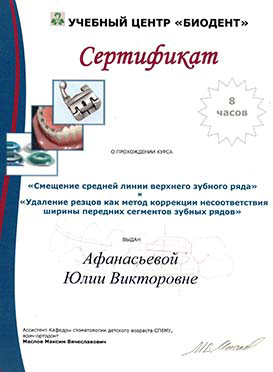 УЧЕБНЫЙ ЦЕНТР «БИОДЕНТ»
Сертификат
8
часов
О ПРОХОЖДЕНИИ КУРСА
«Смещение средней линии верхнего зубного ряда»
и
«Удаление резцов как метод коррекции несоответствия
ширины передних сегментов зубных рядов»
ВЫДАН
Афанасьевой
Юлии Викторовне
Ассистент Кафедры стоматологии детского возраста СПбМУ,
врач-ортодонт
Маслов Максим Вячеславович